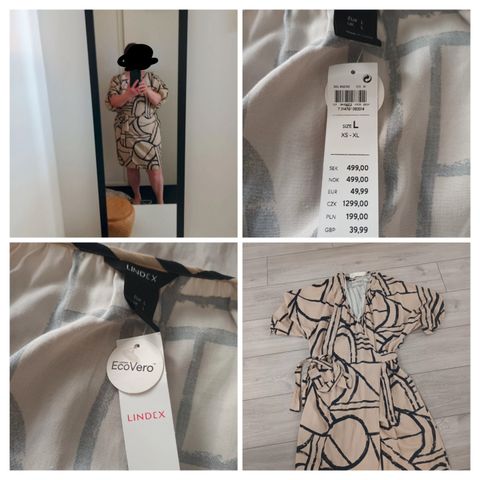 SIZE L
XS - XL
SEK 499,00
NOK 499,00
EUR 49,99
CZK 1299,00
PLN 199,00
GBP 39,99
LINDEX
EcoVero™
LINDEX